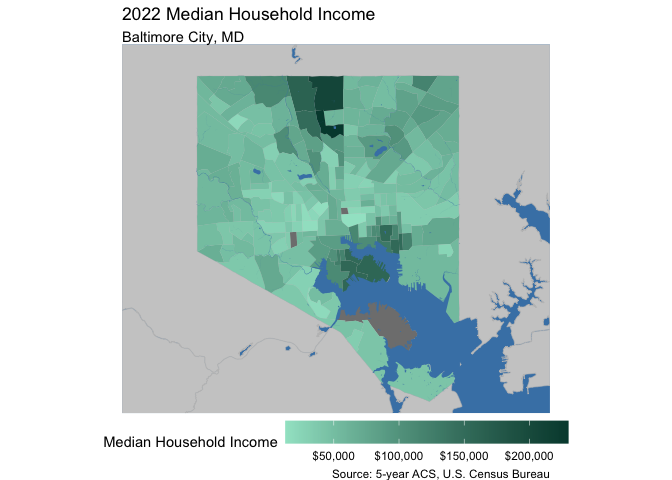 2022 Median Household Income
Baltimore City, MD
Median Household Income
$50,000 $100,000 $150,000 $200,000
Source: 5-year ACS, U.S. Census Bureau